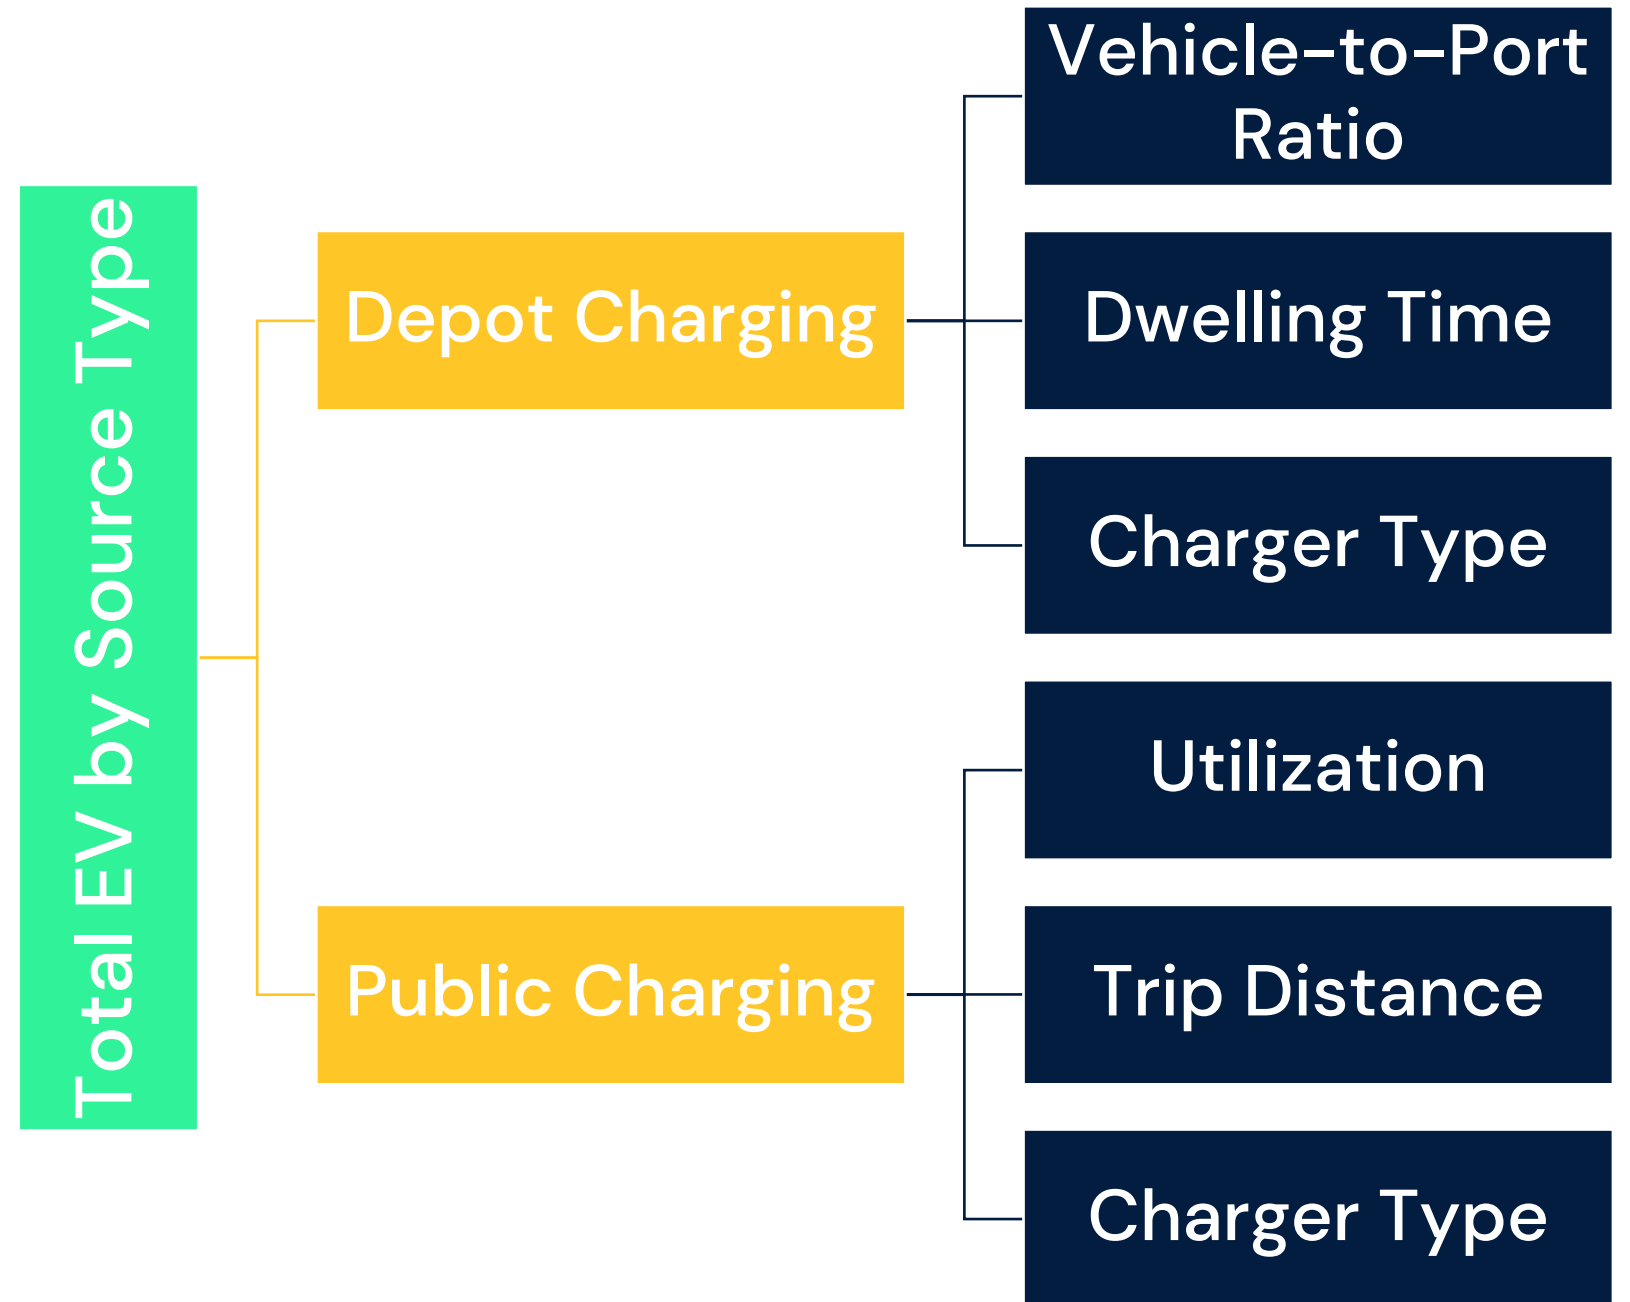 Total EV by Source Type
Depot Charging
Vehicle-to-Port
Ratio
Dwelling Time
Charger Type
Public Charging
Utilization
Trip Distance
Charger Type